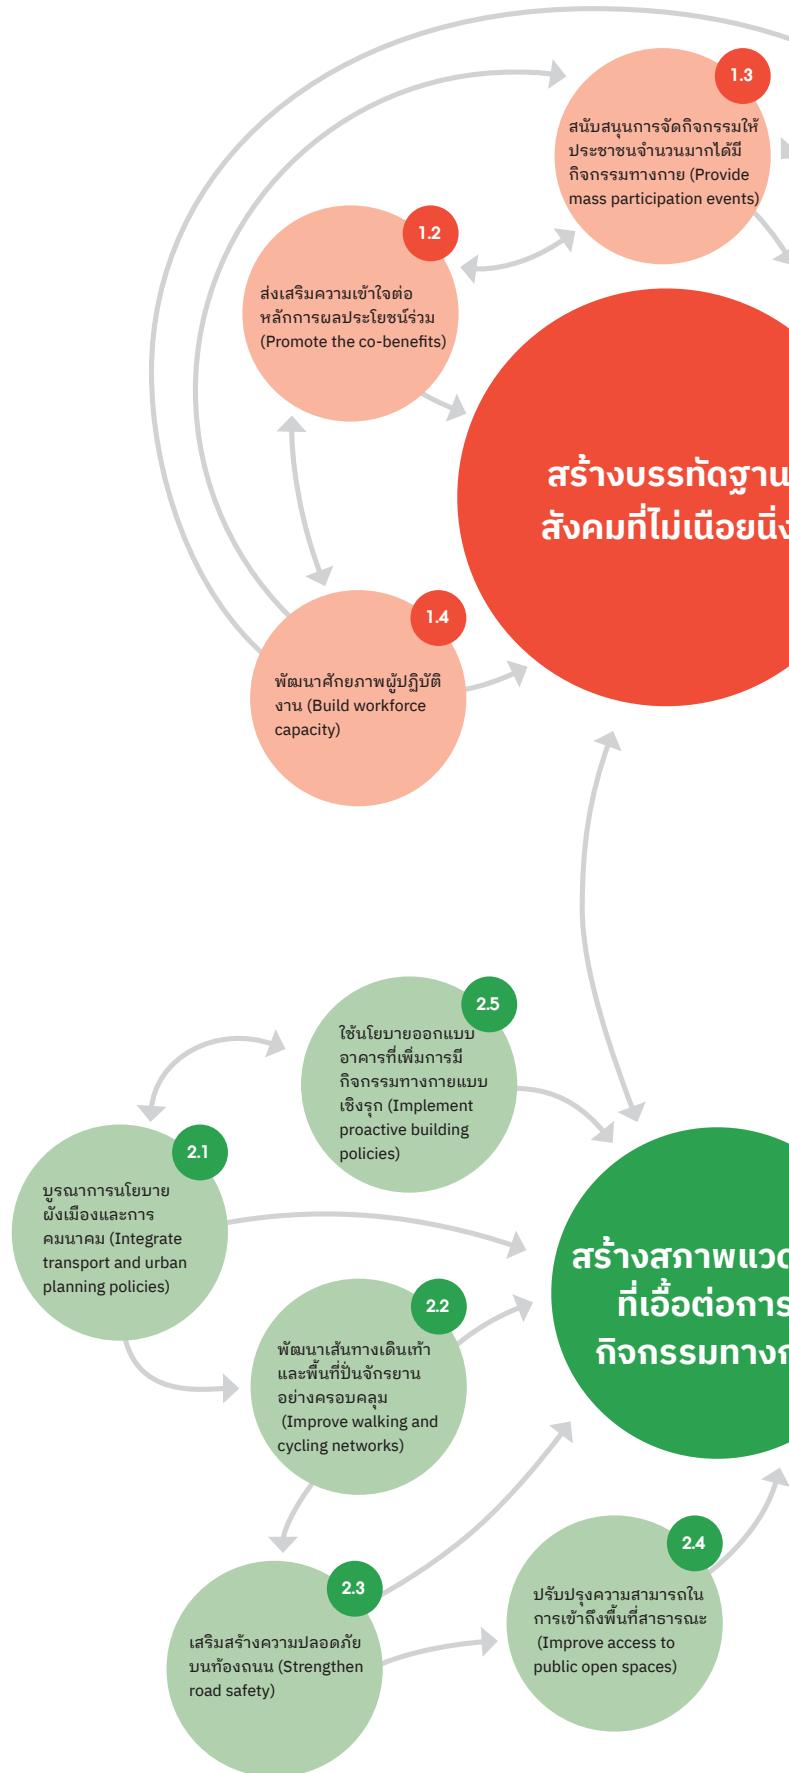 1.3
สนับสนุนการจัดกิจกรรมให้
ประชาชนจำนวนมากได้มี
กิจกรรมทางกาย (Provide
mass participation events)
1.2
ส่งเสริมความเข้าใจต่อ
หลักการผลประโยชน์ร่วม
(Promote the co-benefits)
สร้างบรรทัดฐาน
สังคมที่ไม่เนือยนิ่ง
1.4
พัฒนาศักยภาพผู้ปฏิบัติ
งาน (Build workforce
capacity)
2.5
ใช้นโยบายออกแบบ
อาคารที่เพิ่มการมี
กิจกรรมทางกายแบบ
เชิงรุก (Implement
proactive building
policies)
2.1
บูรณาการนโยบาย
ผังเมืองและการ
คมนาคม (Integrate
transport and urban
planning policies)
สร้างสภาพแวด
ที่เอื้อต่อการ
กิจกรรมทางก
2.2
พัฒนาเส้นทางเดินเท้า
และพื้นที่ปั่นจักรยาน
อย่างครอบคลุม
(Improve walking and
cycling networks)
2.4
ปรับปรุงความสามารถใน
การเข้าถึงพื้นที่สาธารณะ
(Improve access to
public open spaces)
2.3
เสริมสร้างความปลอดภัย
บนท้องถนน (Strengthen
road safety)